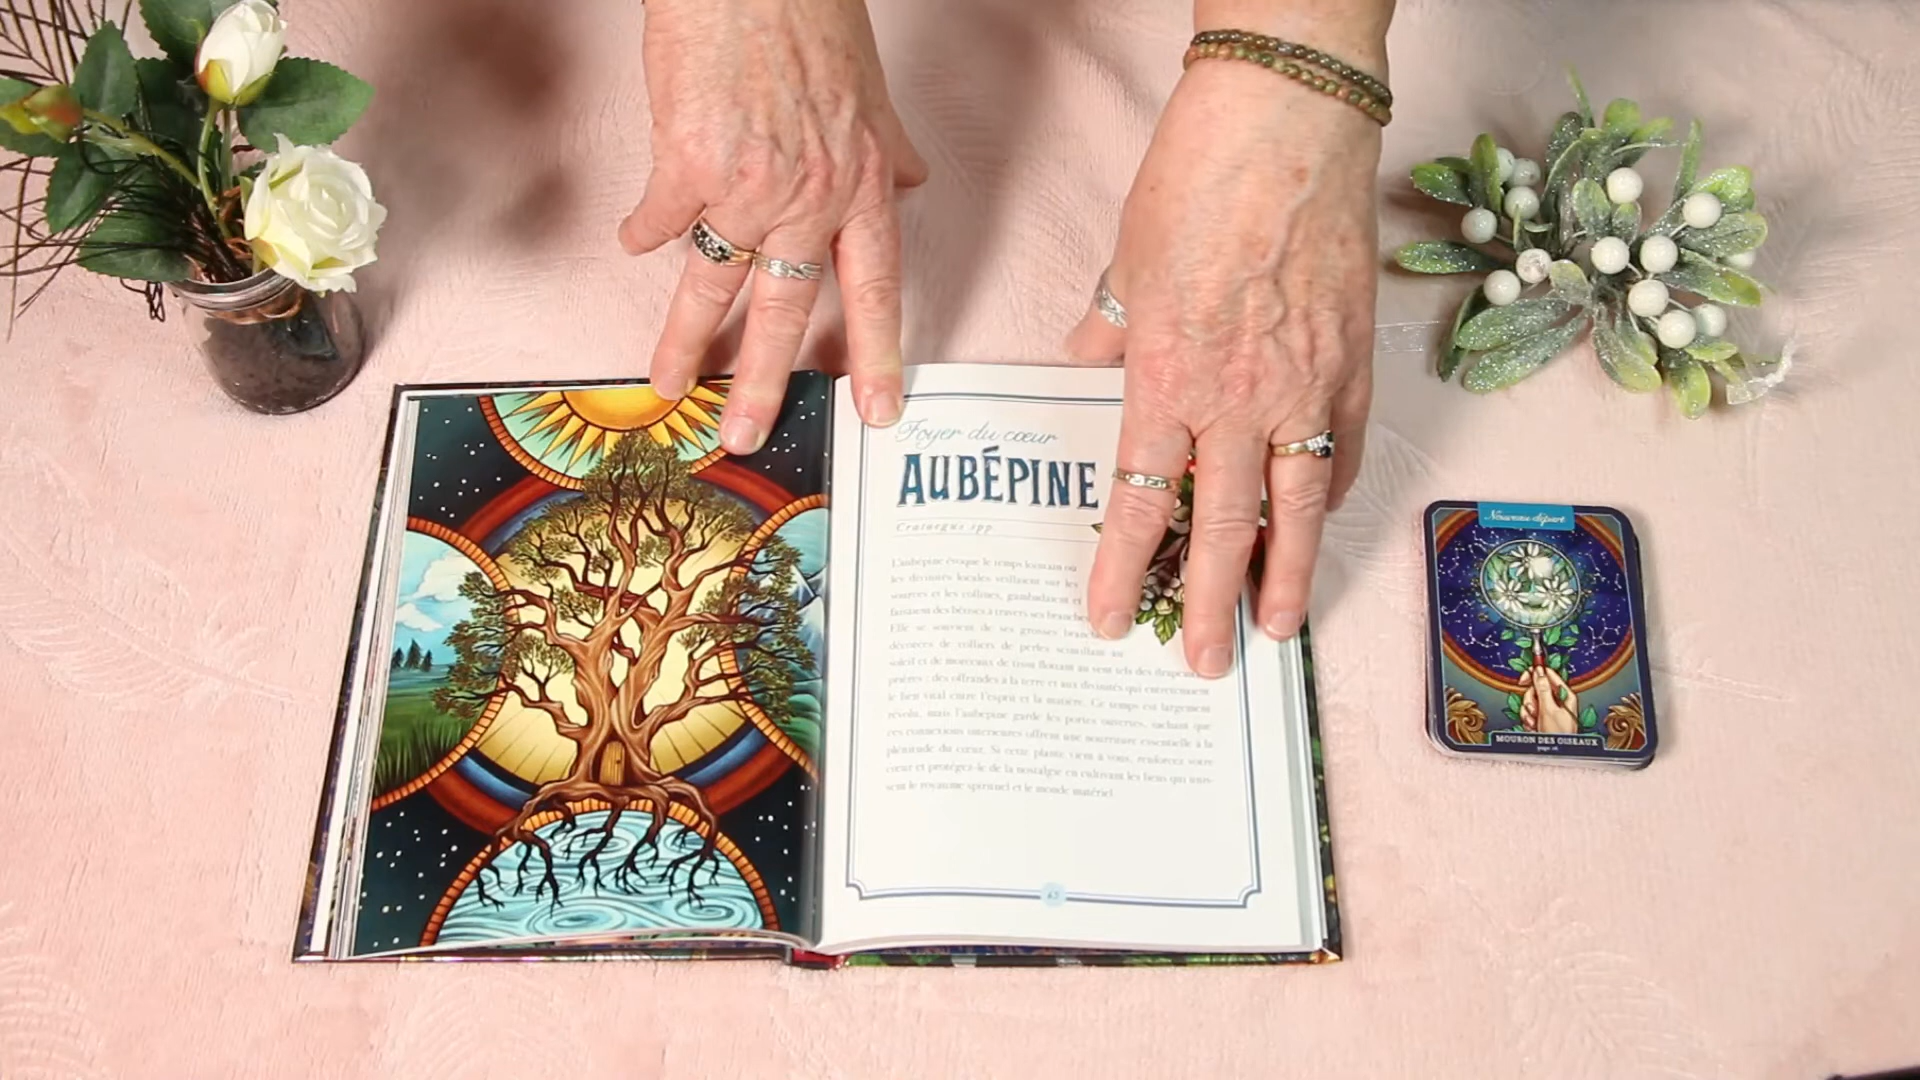 Foyer du cœur
AUBÉPINE
Crataegus spp.
L'aubépine évoque le temps lointain où
les divinités locales veillaient sur les
sources et les collines, gambadaient et
faisaient des bêtises à travers ses branches.
Elle se souvient de ses grosses branches
décorées de colliers de perles scintillant au
soleil et de morceaux de tissu flottant au vent tels des drapeaux
prières : des offrandes à la terre et aux divinités qui entretenaient
le lien vital entre l'esprit et la matière. Ce temps est largement
révolu, mais l'aubépine garde les portes ouvertes, sachant que
ces connexions intérieures offrent une nourriture essentielle à la
plénitude du cœur. Si cette plante vient à vous, renforcez votre
cœur et protégez-le de la nostalgie en cultivant les liens qui unis-
sent le royaume spirituel et le monde matériel.
Nouveau départ
MOURON DES OISEAUX
page